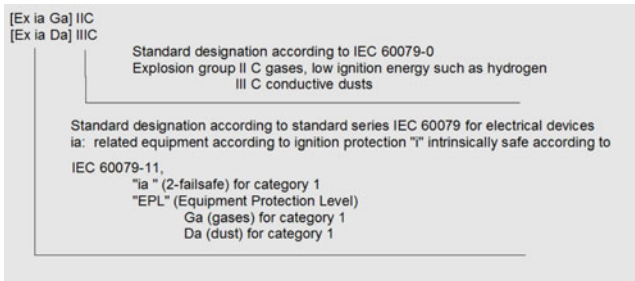 [Ex ia Ga] IIC
[Ex ia Da] IIIC
Standard designation according to IEC 60079-0
Explosion group II C gases, low ignition energy such as hydrogen
III C conductive dusts
Standard designation according to standard series IEC 60079 for electrical devices
ia: related equipment according to ignition protection "i" intrinsically safe according to
IEC 60079-11,
"ia " (2-failsafe) for category 1
"EPL" (Equipment Protection Level)
Ga (gases) for category 1
Da (dust) for category 1